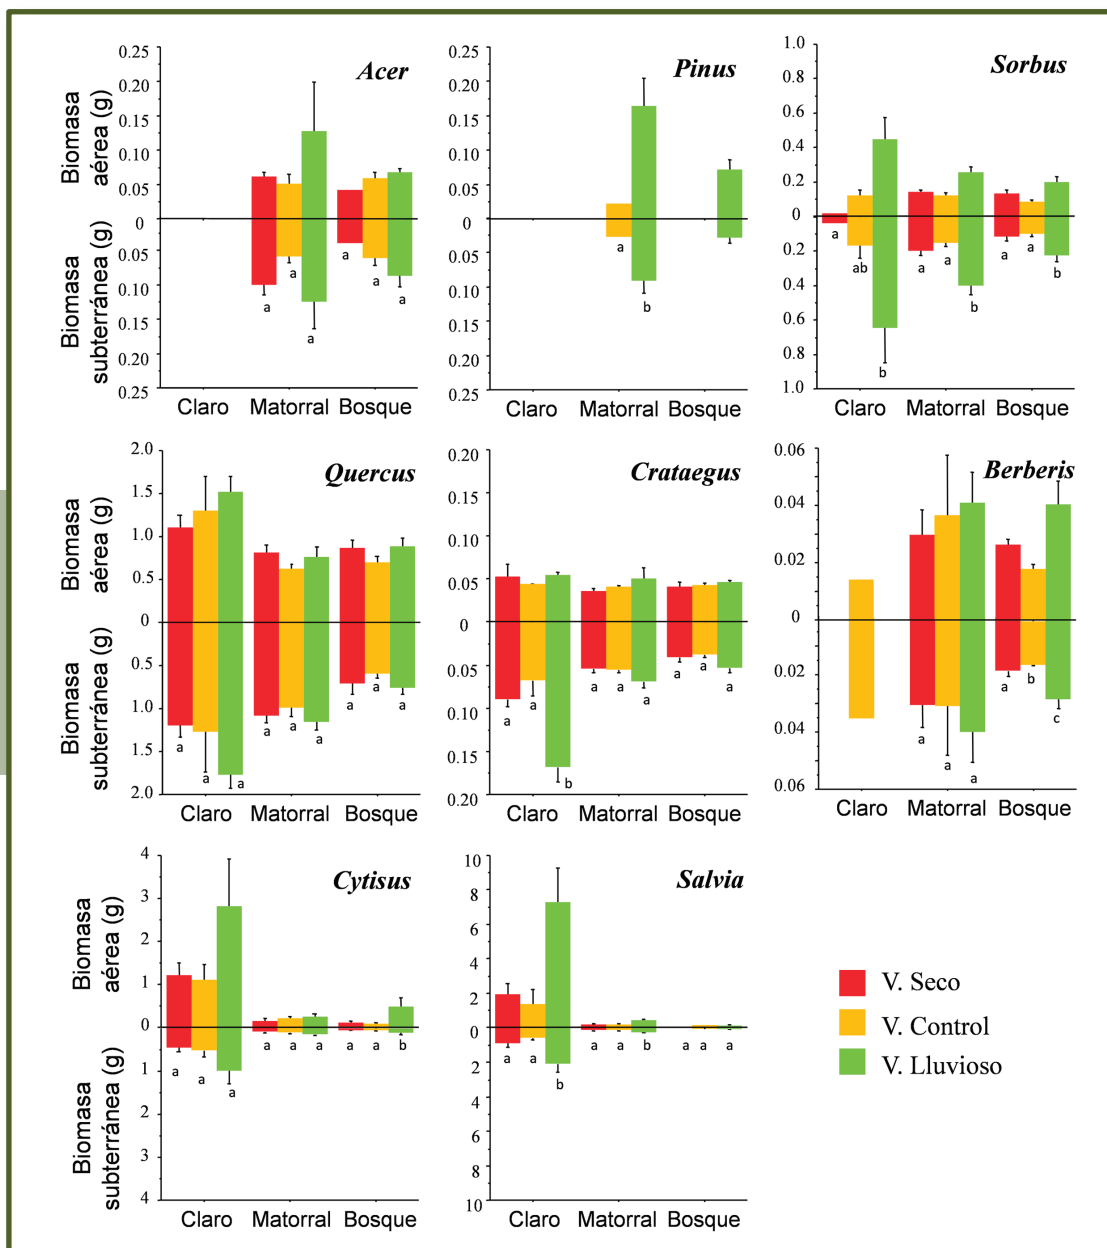 Acer
Biomasa aérea (g)
Biomasa subterránea (g)
0.25
0.20
0.15
0.10
0.05
0
0.05
0.10
0.15
0.20
0.25
a
a
a
a
a
a
Claro Matorral Bosque
Pinus
0.25
0.20
0.15
0.10
0.05
0
0.05
0.10
0.15
0.20
0.25
a
b
Claro Matorral Bosque
Sorbus
1.0
0.8
0.6
0.4
0.2
0
0.2
0.4
0.6
0.8
1.0
a
ab
b
a
a
b
a
a
b
Claro Matorral Bosque
Quercus
Biomasa aérea (g)
Biomasa subterránea (g)
2.0
1.5
1.0
0.5
0
0.5
1.0
1.5
2.0
a
a
a
a
a
a
a
a
a
Claro Matorral Bosque
Crataegus
0.20
0.15
0.10
0.05
0
0.05
0.10
0.15
0.20
a
a
b
a
a
a
a
a
a
Claro Matorral Bosque
Berberis
0.06
0.04
0.02
0
0.02
0.04
0.06
a
a
a
a
b
c
Claro Matorral Bosque
Cytisus
Biomasa aérea (g)
Biomasa subterránea (g)
4
3
2
1
0
1
2
3
4
a
a
a
a
a
a
a
a
b
Claro Matorral Bosque
Salvia
10
8
6
4
2
0
2
4
6
8
10
a
a
b
a
a
b
a
a
a
Claro Matorral Bosque
V. Seco
V. Control
V. Lluvioso